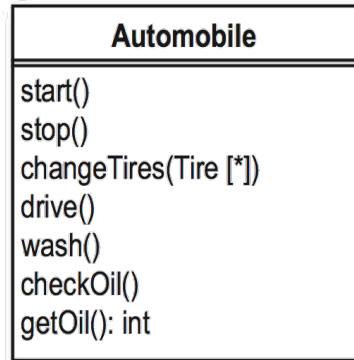 Automobile
start()
stop()
changeTires(Tire [*])
drive()
wash()
checkOil()
getOil(): int